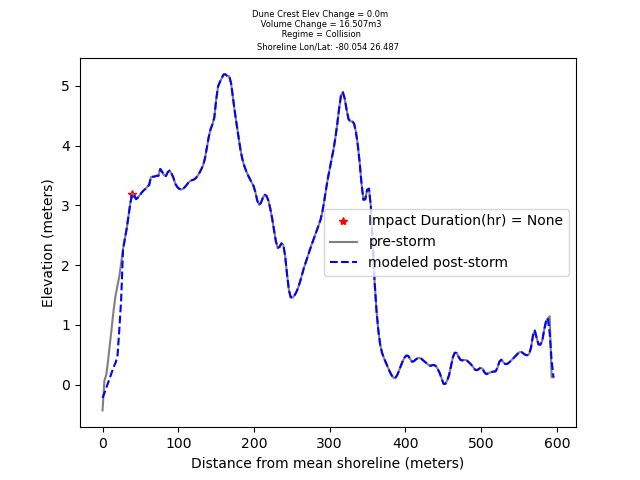 Dune Crest Elev Change = 0.0m
Volume Change = 16.507m3
Regime = Collision
Shoreline Lon/Lat: -80.054 26.487
5
4
3
2
1
0
Elevation (meters)
Impact Duration(hr) = None
pre-storm
modeled post-storm
0 100 200 300 400 500 600
Distance from mean shoreline (meters)